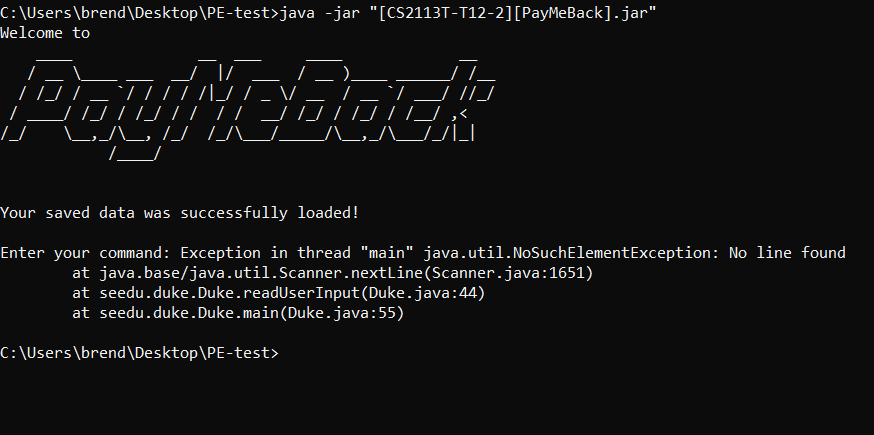 C:\Users\brend\Desktop\PE-test>java -jar "[CS2113T-T12-2][PayMeBack].jar"
Welcome to
PayMeBack
Your saved data was successfully loaded!
Enter your command: Exception in thread "main" java.util.NoSuchElementException: No line found
        at java.base/java.util.Scanner.nextLine(Scanner.java:1651)
        at seedu.duke.Duke.readUserInput(Duke.java:44)
        at seedu.duke.Duke.main(Duke.java:55)
C:\Users\brend\Desktop\PE-test>